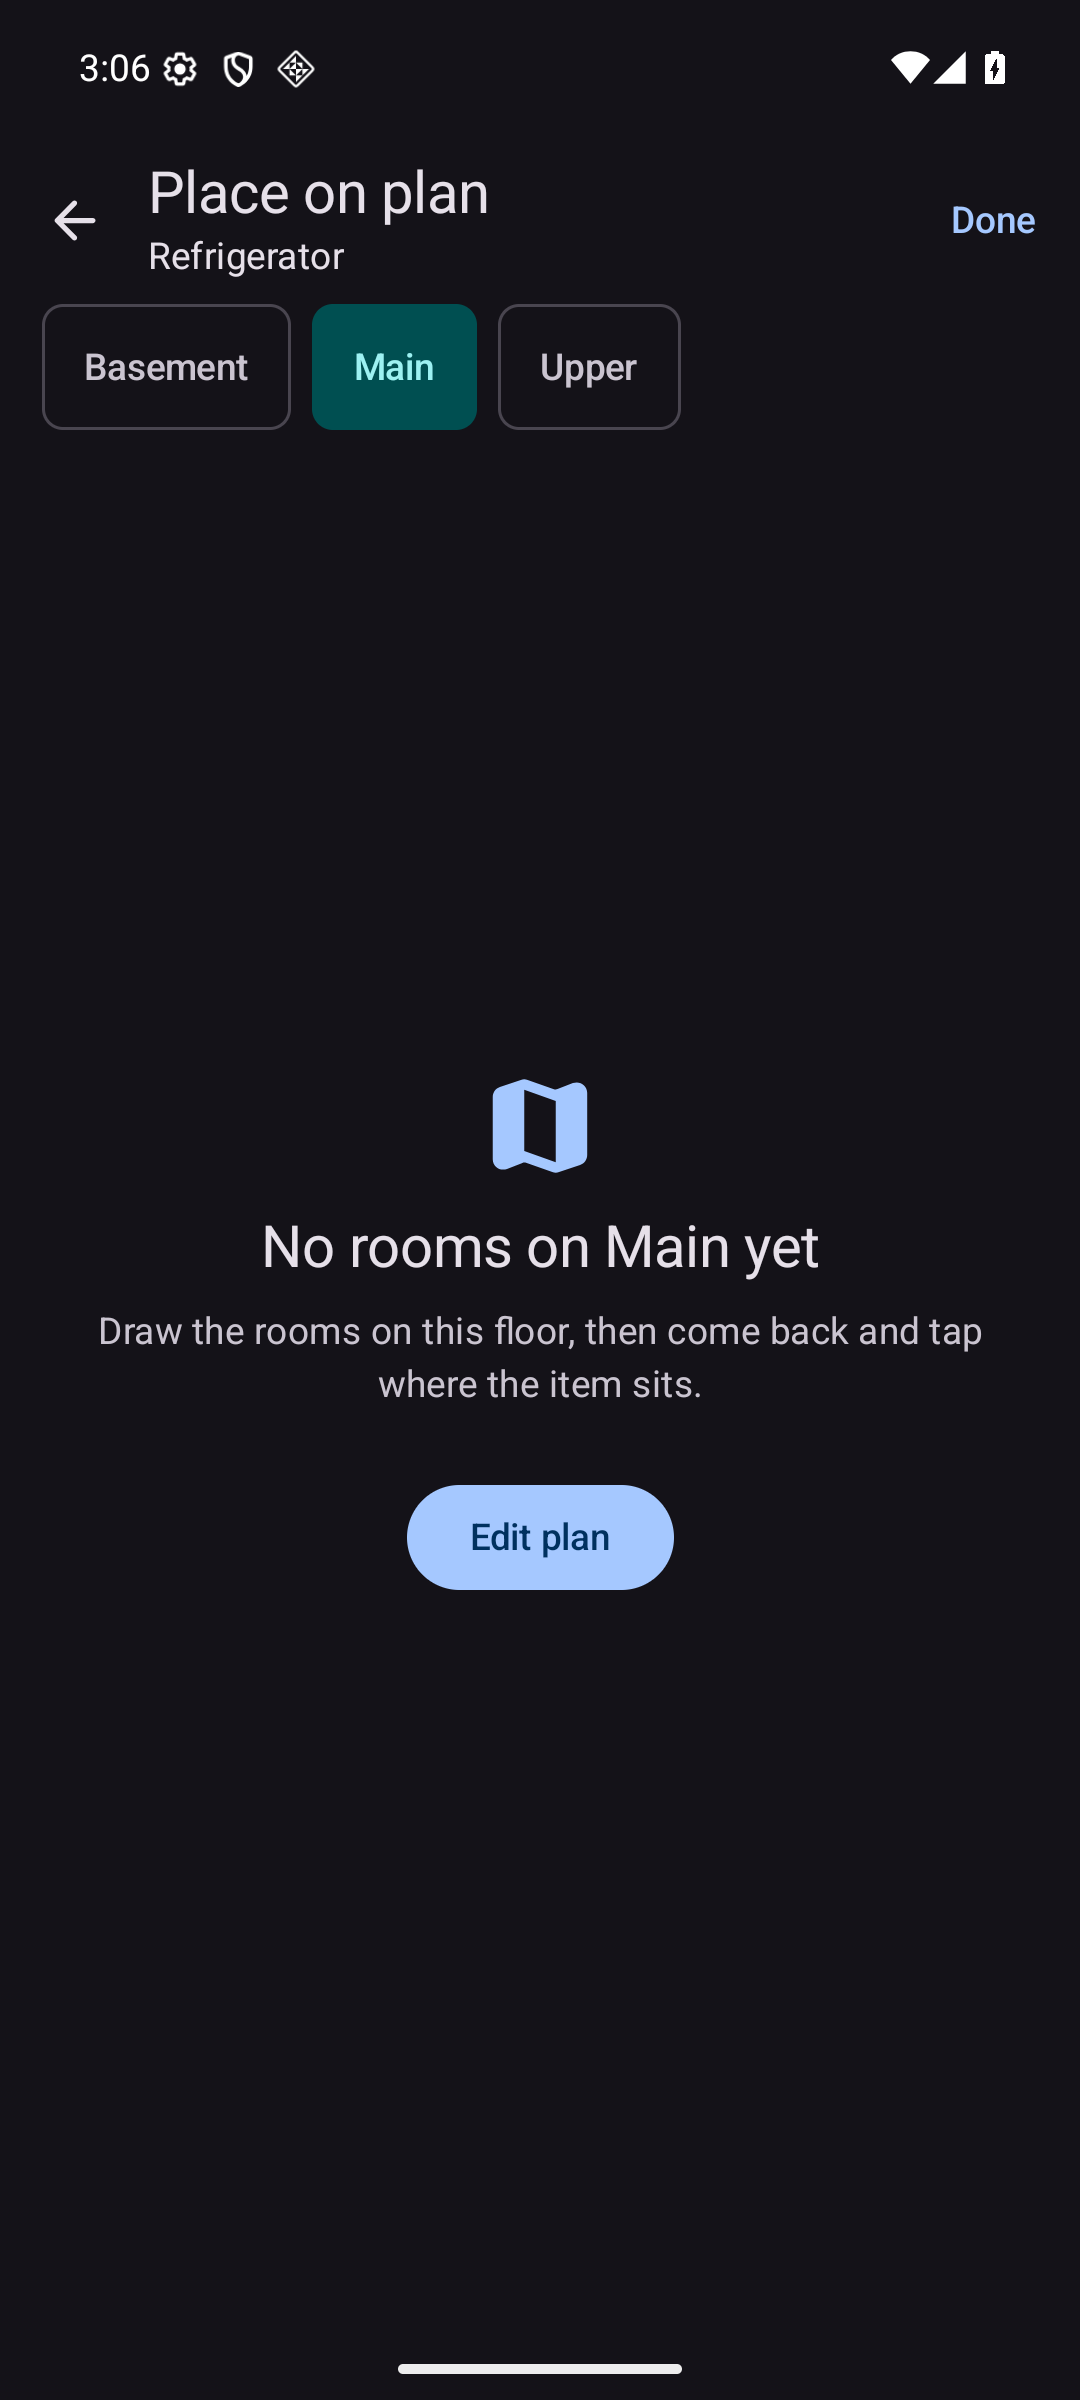 3:06
Place on plan
Refrigerator
Done
Basement
Main
Upper
No rooms on Main yet
Draw the rooms on this floor, then come back and tap
where the item sits.
Edit plan